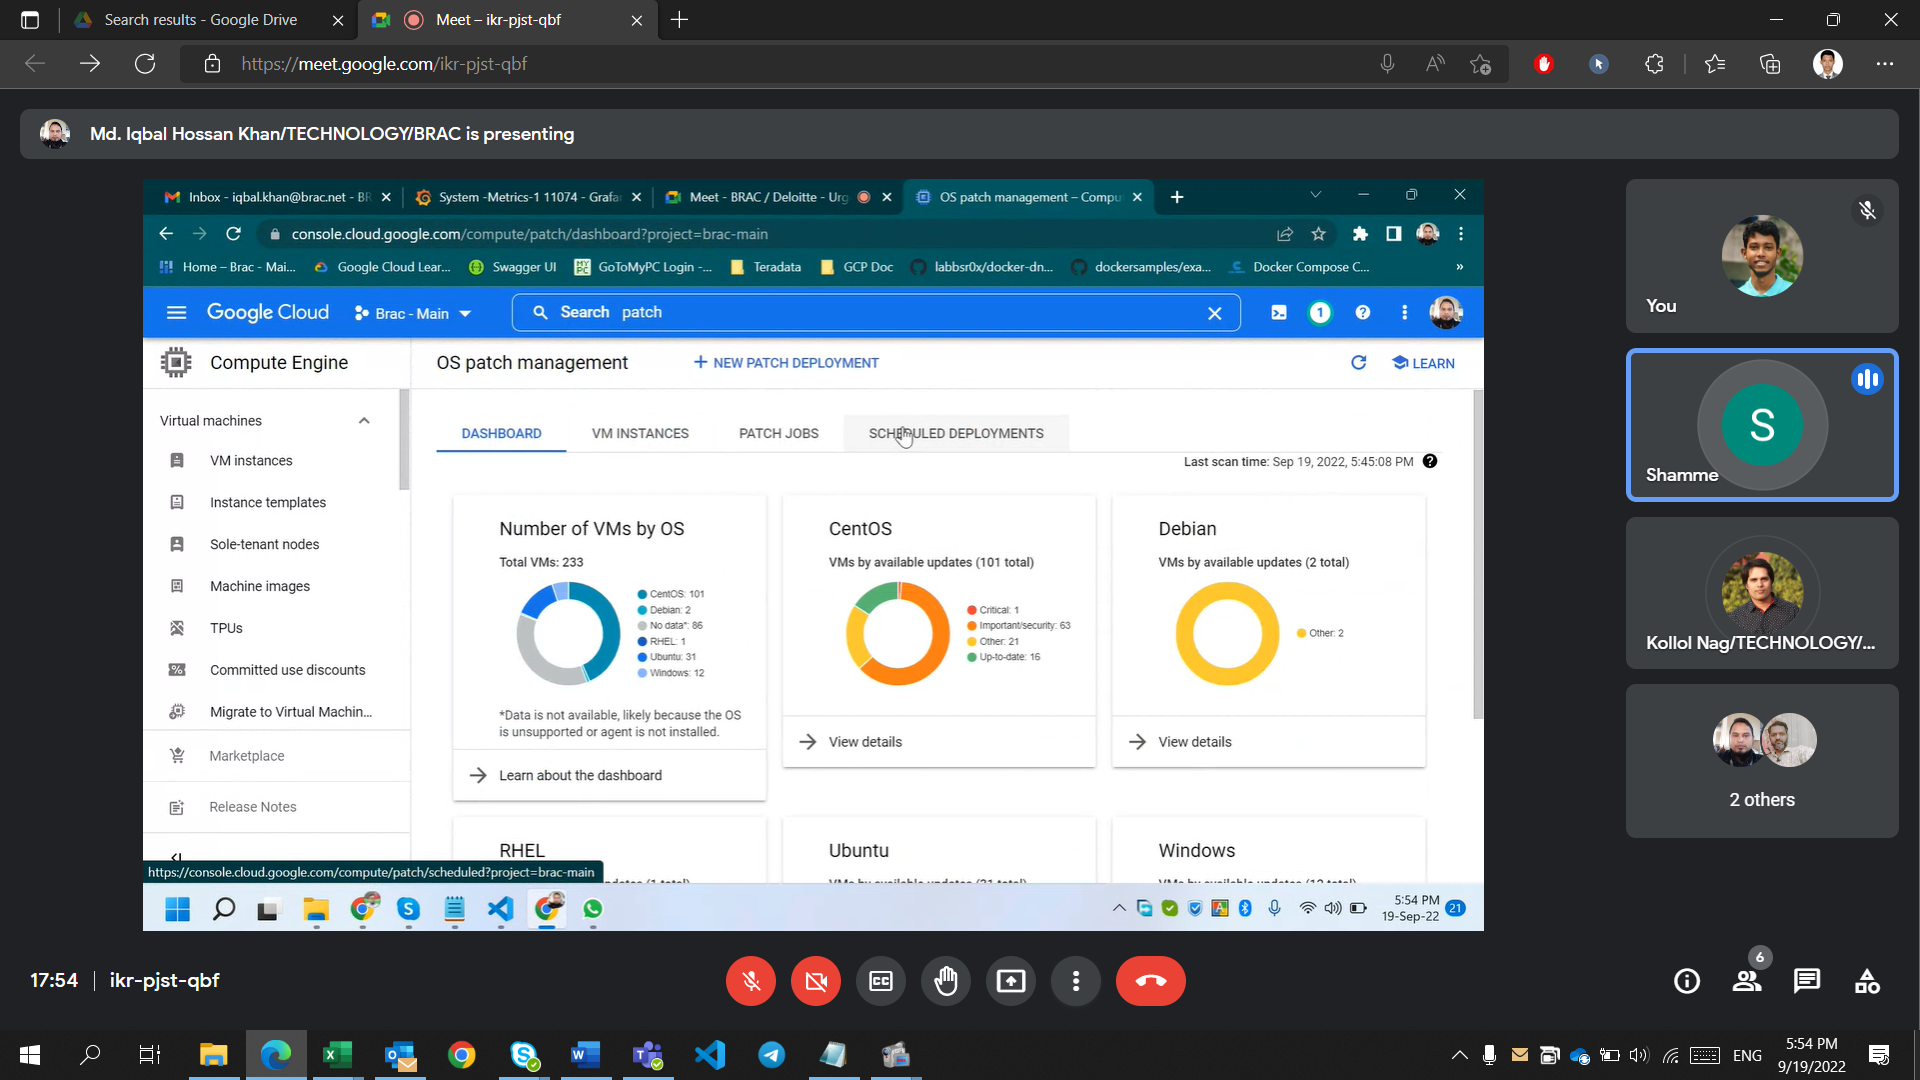 Search results - Google Drive
Meet – ikr-pjst-qbf
https://meet.google.com/ikr-pjst-qbf
Md. Iqbal Hossan Khan/TECHNOLOGY/BRAC is presenting
Inbox - iqbal.khan@brac.net - BR
System -Metrics-1 11074 - Grafa
Meet - BRAC / Deloitte - Urg
OS patch management – Compu
console.cloud.google.com/compute/patch/dashboard?project=brac-main
Home – Brac - Mai...
Google Cloud Lear...
Swagger UI
MY PC
GoToMyPC Login -...
Teradata
GCP Doc
labbsr0x/docker-dn...
dockersamples/exa...
Docker Compose C...
»
Google Cloud
Brac - Main
Search patch
1
Compute Engine
OS patch management
+ NEW PATCH DEPLOYMENT
LEARN
Virtual machines
VM instances
Instance templates
Sole-tenant nodes
Machine images
TPUs
Committed use discounts
Migrate to Virtual Machin...
Marketplace
Release Notes
DASHBOARD
VM INSTANCES
PATCH JOBS
SCHEDULED DEPLOYMENTS
Last scan time: Sep 19, 2022, 5:45:08 PM
Number of VMs by OS
Total VMs: 233
CentOS: 101
Debian: 2
No data*: 86
RHEL: 1
Ubuntu: 31
Windows: 12
*Data is not available, likely because the OS
is unsupported or agent is not installed.
Learn about the dashboard
CentOS
VMs by available updates (101 total)
Critical: 1
Important/security: 63
Other: 21
Up-to-date: 16
View details
Debian
VMs by available updates (2 total)
Other: 2
View details
RHEL
Ubuntu
Windows
https://console.cloud.google.com/compute/patch/scheduled?project=brac-main
5:54 PM
19-Sep-22
21
You
S
Shamme
Kollol Nag/TECHNOLOGY/...
2 others
17:54
ikr-pjst-qbf
CC
6
ENG
5:54 PM
9/19/2022